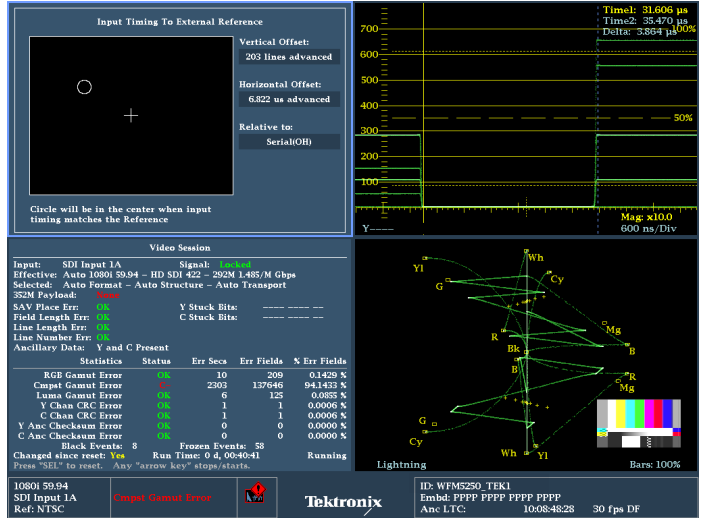 Input Timing To External Reference
Vertical Offset:
203 lines advanced
Horizontal Offset:
6.822 us advanced
Relative to:
Serial(OH)
Circle will be in the center when input
timing matches the Reference
Time1: 31.606 µs
Time2: 35.470 µs
Delta: 3.864 µs
100%
700
600
500
50%
400
300
200
100
Mag: x10.0
Y----
600 ns/Div
Video Session
Input: SDI Input 1A Signal: Locked
Effective: Auto 1080i 59.94 – HD SDI 422 – 292M 1.485/M Gbps
Selected: Auto Format – Auto Structure – Auto Transport
352M Payload: None
SAV Place Err: OK Y Stuck Bits: ---- ---- --
Field Length Err: OK C Stuck Bits: ---- ---- --
Line Length Err: OK
Line Number Err: OK
Ancillary Data: Y and C Present
Statistics Status Err Secs Err Fields % Err Fields
RGB Gamut Error OK 10 209 0.1429 %
Cmpst Gamut Error C 2303 137646 94.1433 %
Luma Gamut Error OK 6 125 0.0855 %
Y Chan CRC Error OK 1 1 0.0006 %
C Chan CRC Error OK 1 1 0.0006 %
Y Anc Checksum Error OK 0 0 0.0000 %
C Anc Checksum Error OK 0 0 0.0000 %
Black Events: 8 Frozen Events: 58
Changed since reset: Yes Run Time: 0 d, 00:40:41 Running
Press "SEL" to reset. Any "arrow key" stops/starts.
Wh
Yl
Cy
G
Mg
R
B
Bk
B
R
Mg
G
Cy
Wh
Yl
Lightning
Bars: 100%
1080i 59.94
SDI Input 1A
Ref: NTSC
Cmpst Gamut Error
Tektronix
ID: WFM5250_TEK1
Embd: PPPP PPPP PPPP PPPP
Anc LTC: 10:08:48:28 30 fps DF